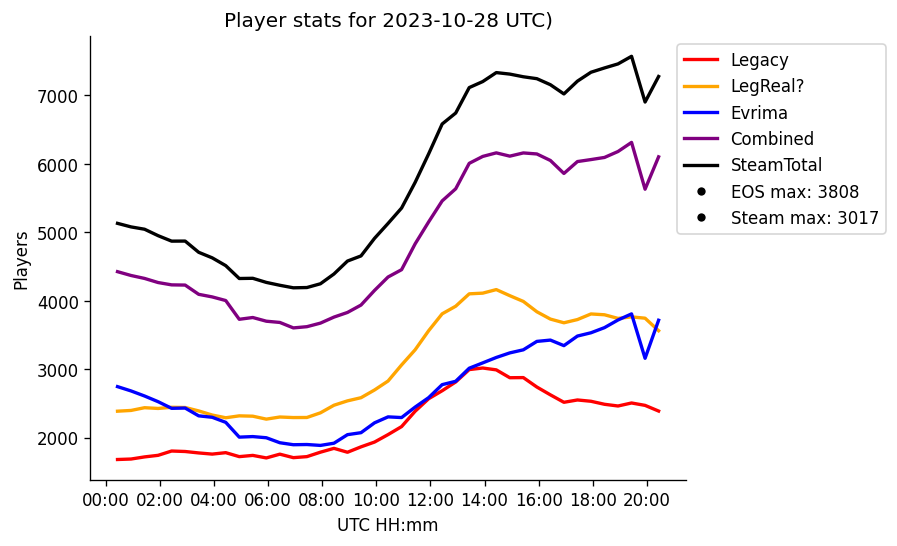 Player stats for 2023-10-28 UTC)
Legacy
LegReal?
Evrima
Combined
SteamTotal
EOS max: 3808
Steam max: 3017
Players
7000
6000
5000
4000
3000
2000
00:00 02:00 04:00 06:00 08:00 10:00 12:00 14:00 16:00 18:00 20:00
UTC HH:mm